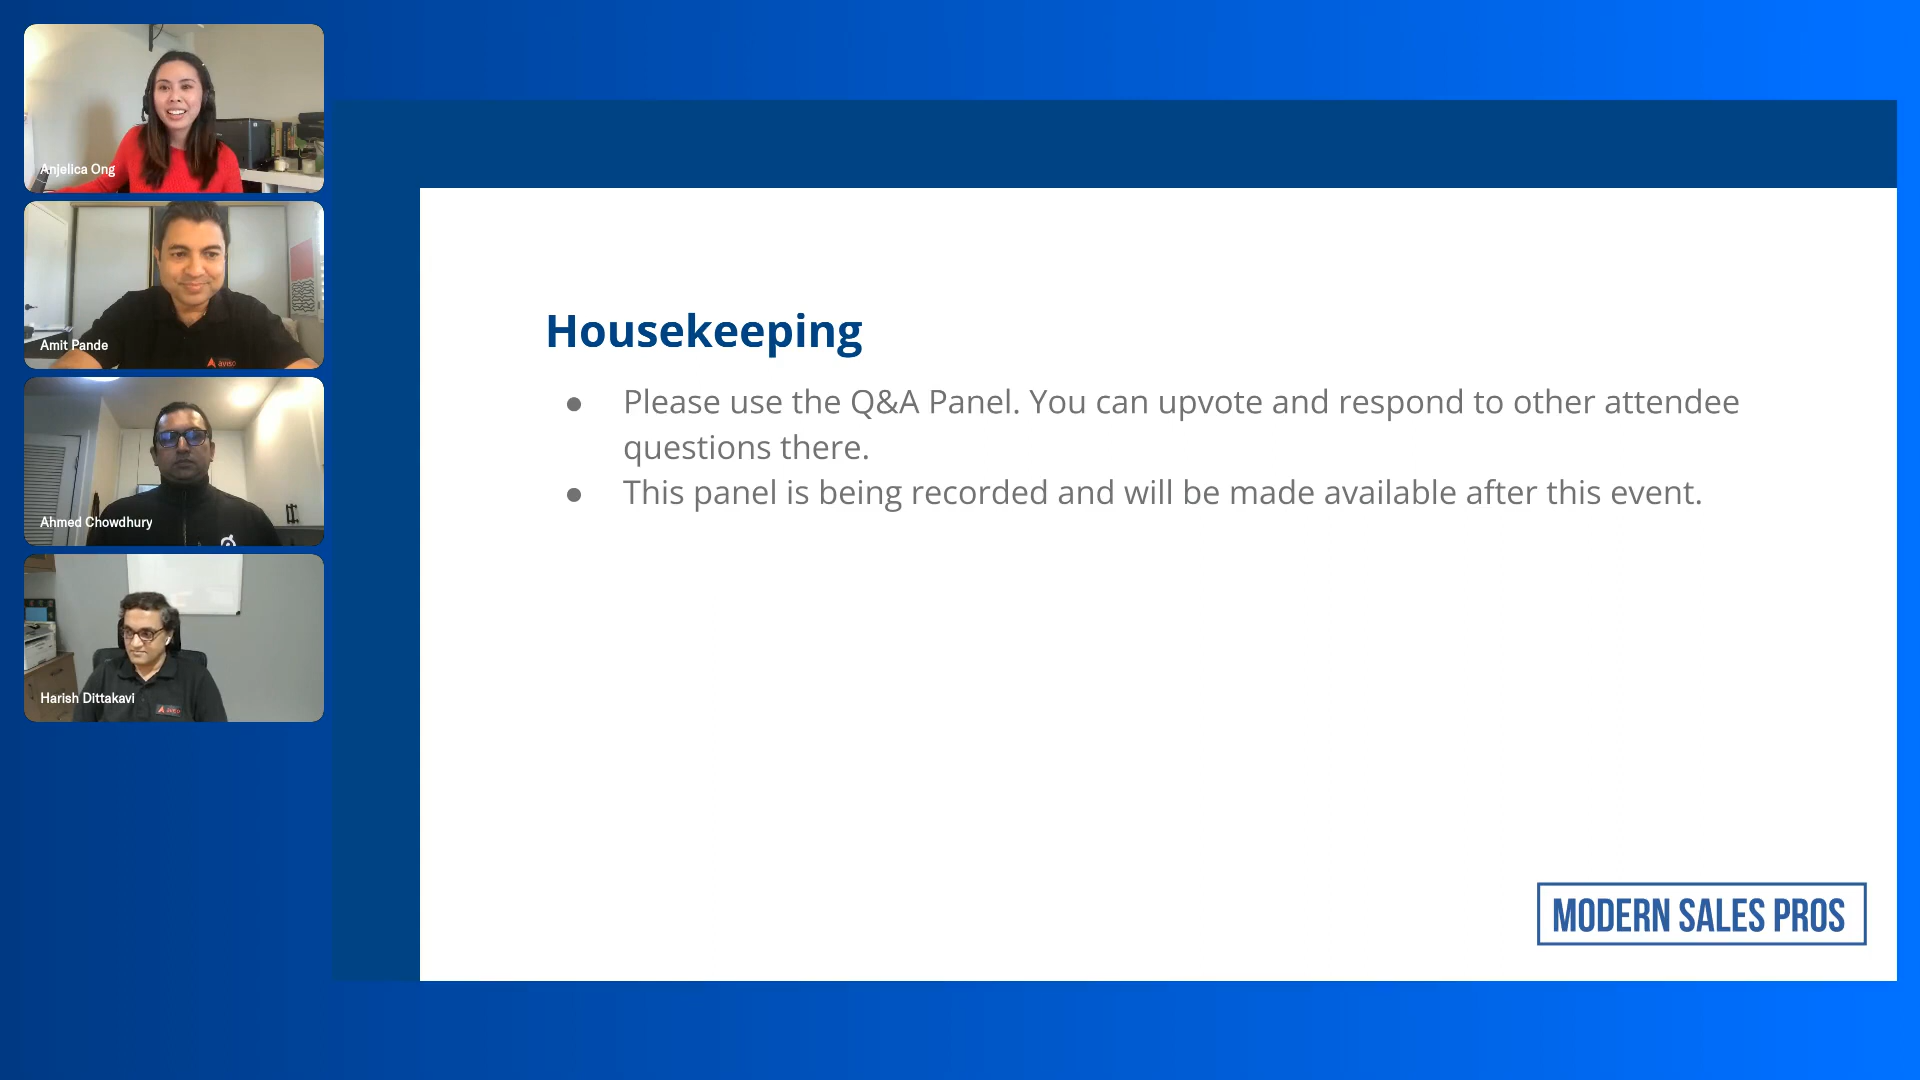 Anjelica Ong
Amit Pande
aviso
Ahmed Chowdhury
Harish Dittakavi
aviso
Housekeeping
● Please use the Q&A Panel. You can upvote and respond to other attendee
questions there.
● This panel is being recorded and will be made available after this event.
MODERN SALES PROS